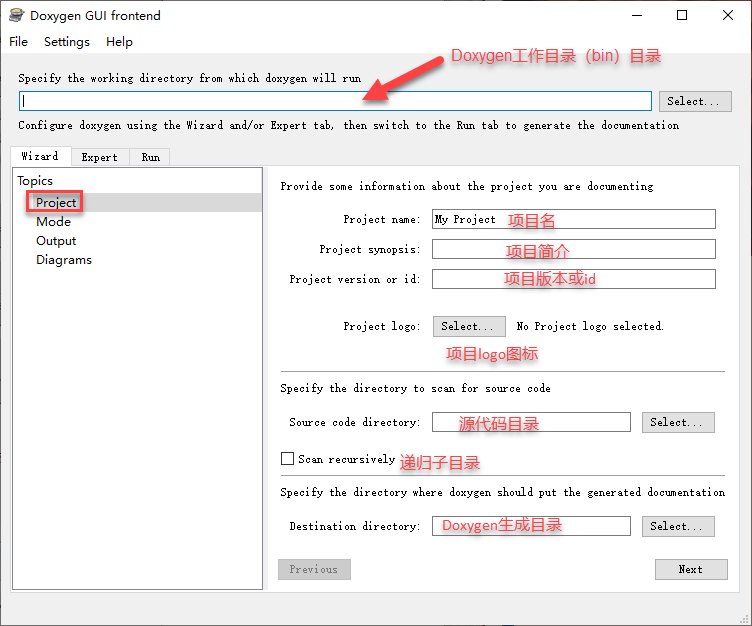 Doxygen GUI frontend
File Settings Help
Doxygen工作目录（bin）目录
Specify the working directory from which doxygen will run
Select...
Configure doxygen using the Wizard and/or Expert tab, then switch to the Run tab to generate the documentation
Wizard Expert Run
Topics
Project
Mode
Output
Diagrams
Provide some information about the project you are documenting
Project name: My Project 项目名
Project synopsis: 项目简介
Project version or id: 项目版本或id
Project logo: Select... No Project logo selected.
项目logo图标
Specify the directory to scan for source code
Source code directory: 源代码目录 Select...
Scan recursively 递归子目录
Specify the directory where doxygen should put the generated documentation
Destination directory: Doxygen生成目录 Select...
Previous Next